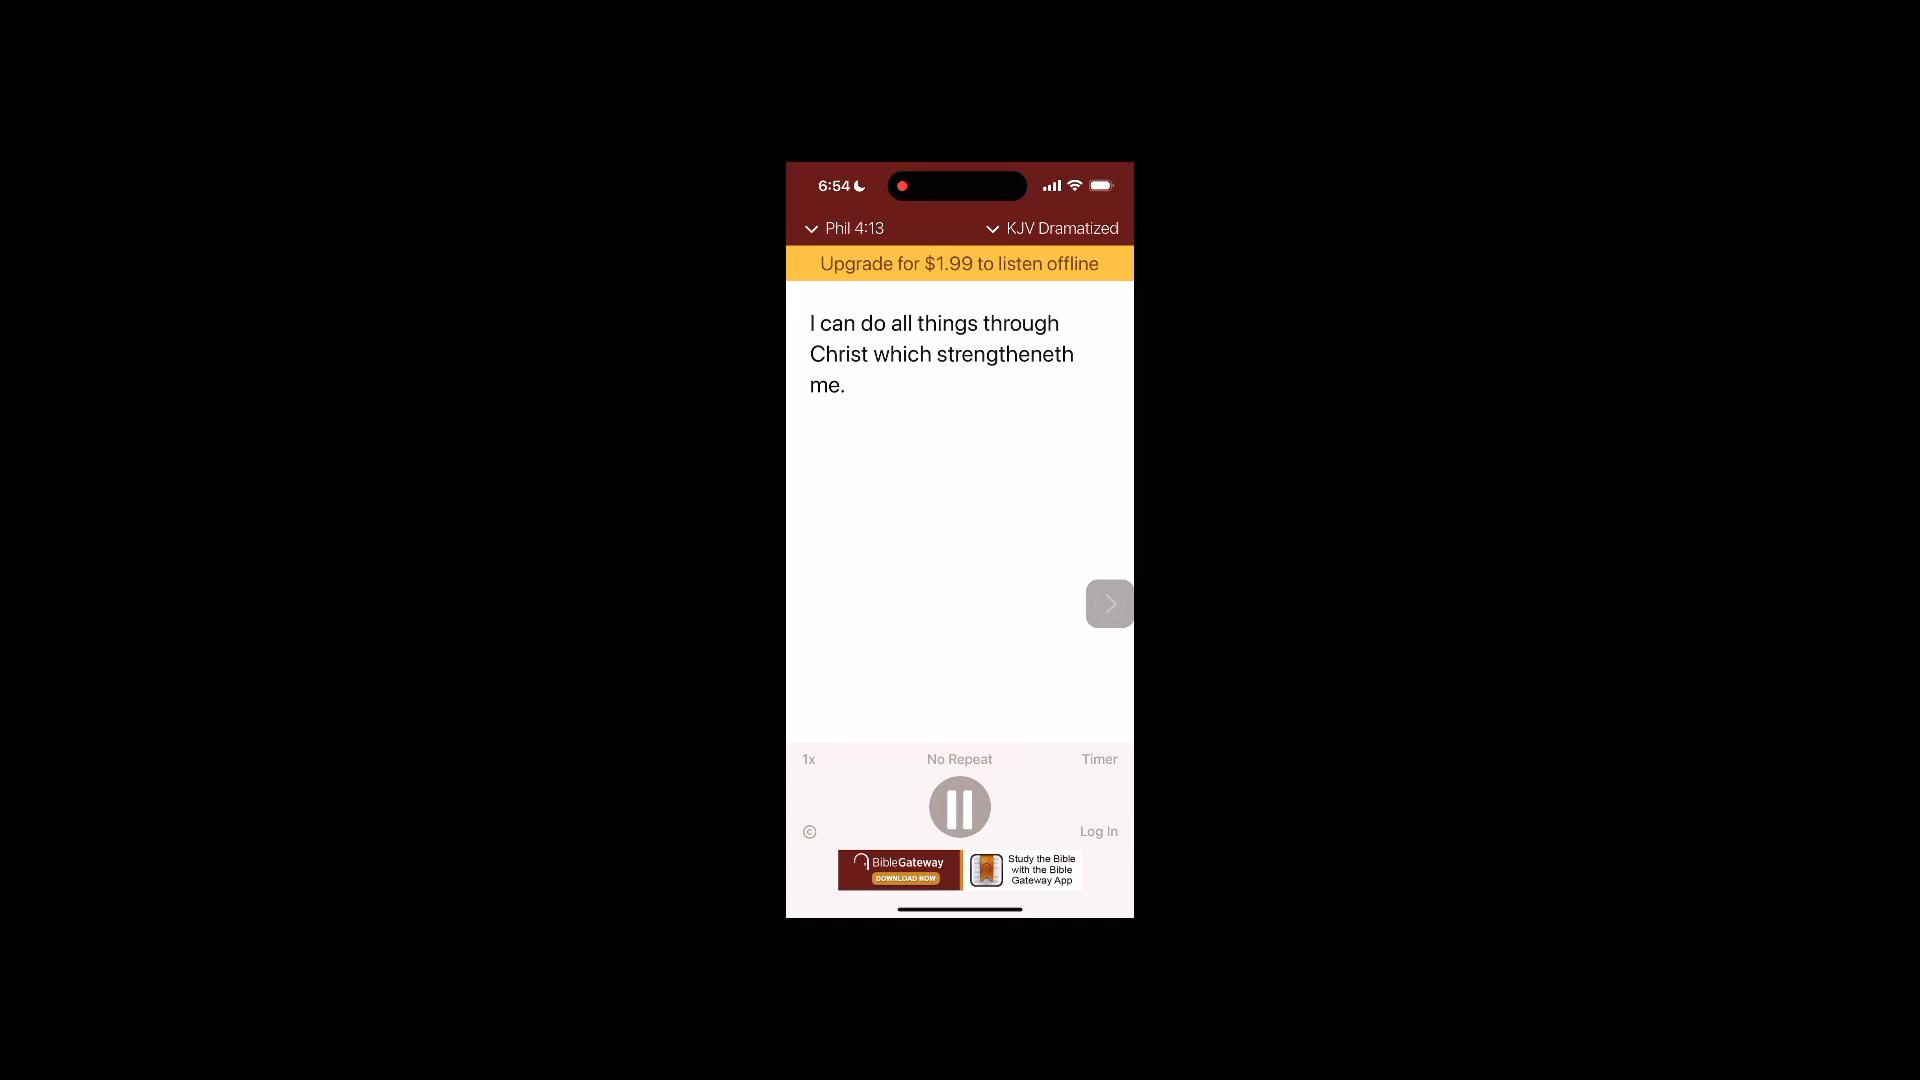 6:54
Phil 4:13
KJV Dramatized
Upgrade for $1.99 to listen offline
I can do all things through
Christ which strengtheneth
me.
1x
No Repeat
Timer
©
Log In
BibleGateway
DOWNLOAD NOW
Study the Bible
with the Bible
Gateway App